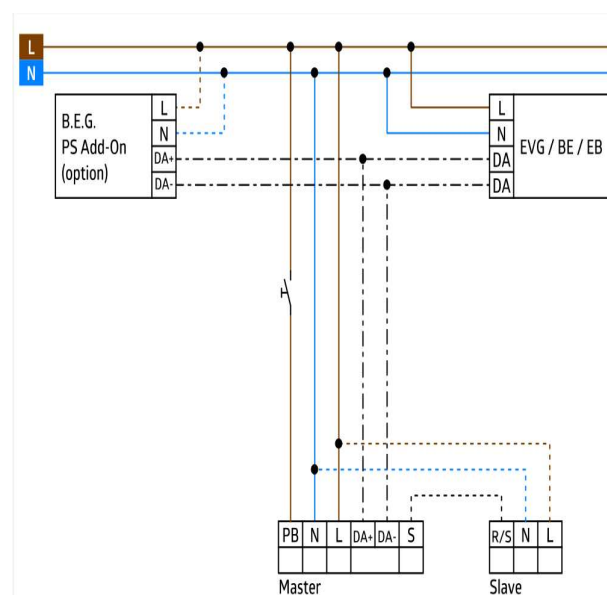 L
N
B.E.G.
PS Add-On
(option)
L
N
DA+
DA-
L
N
DA
DA
EVG / BE / EB
PB N L DA+ DA- S
Master
R/S N L
Slave